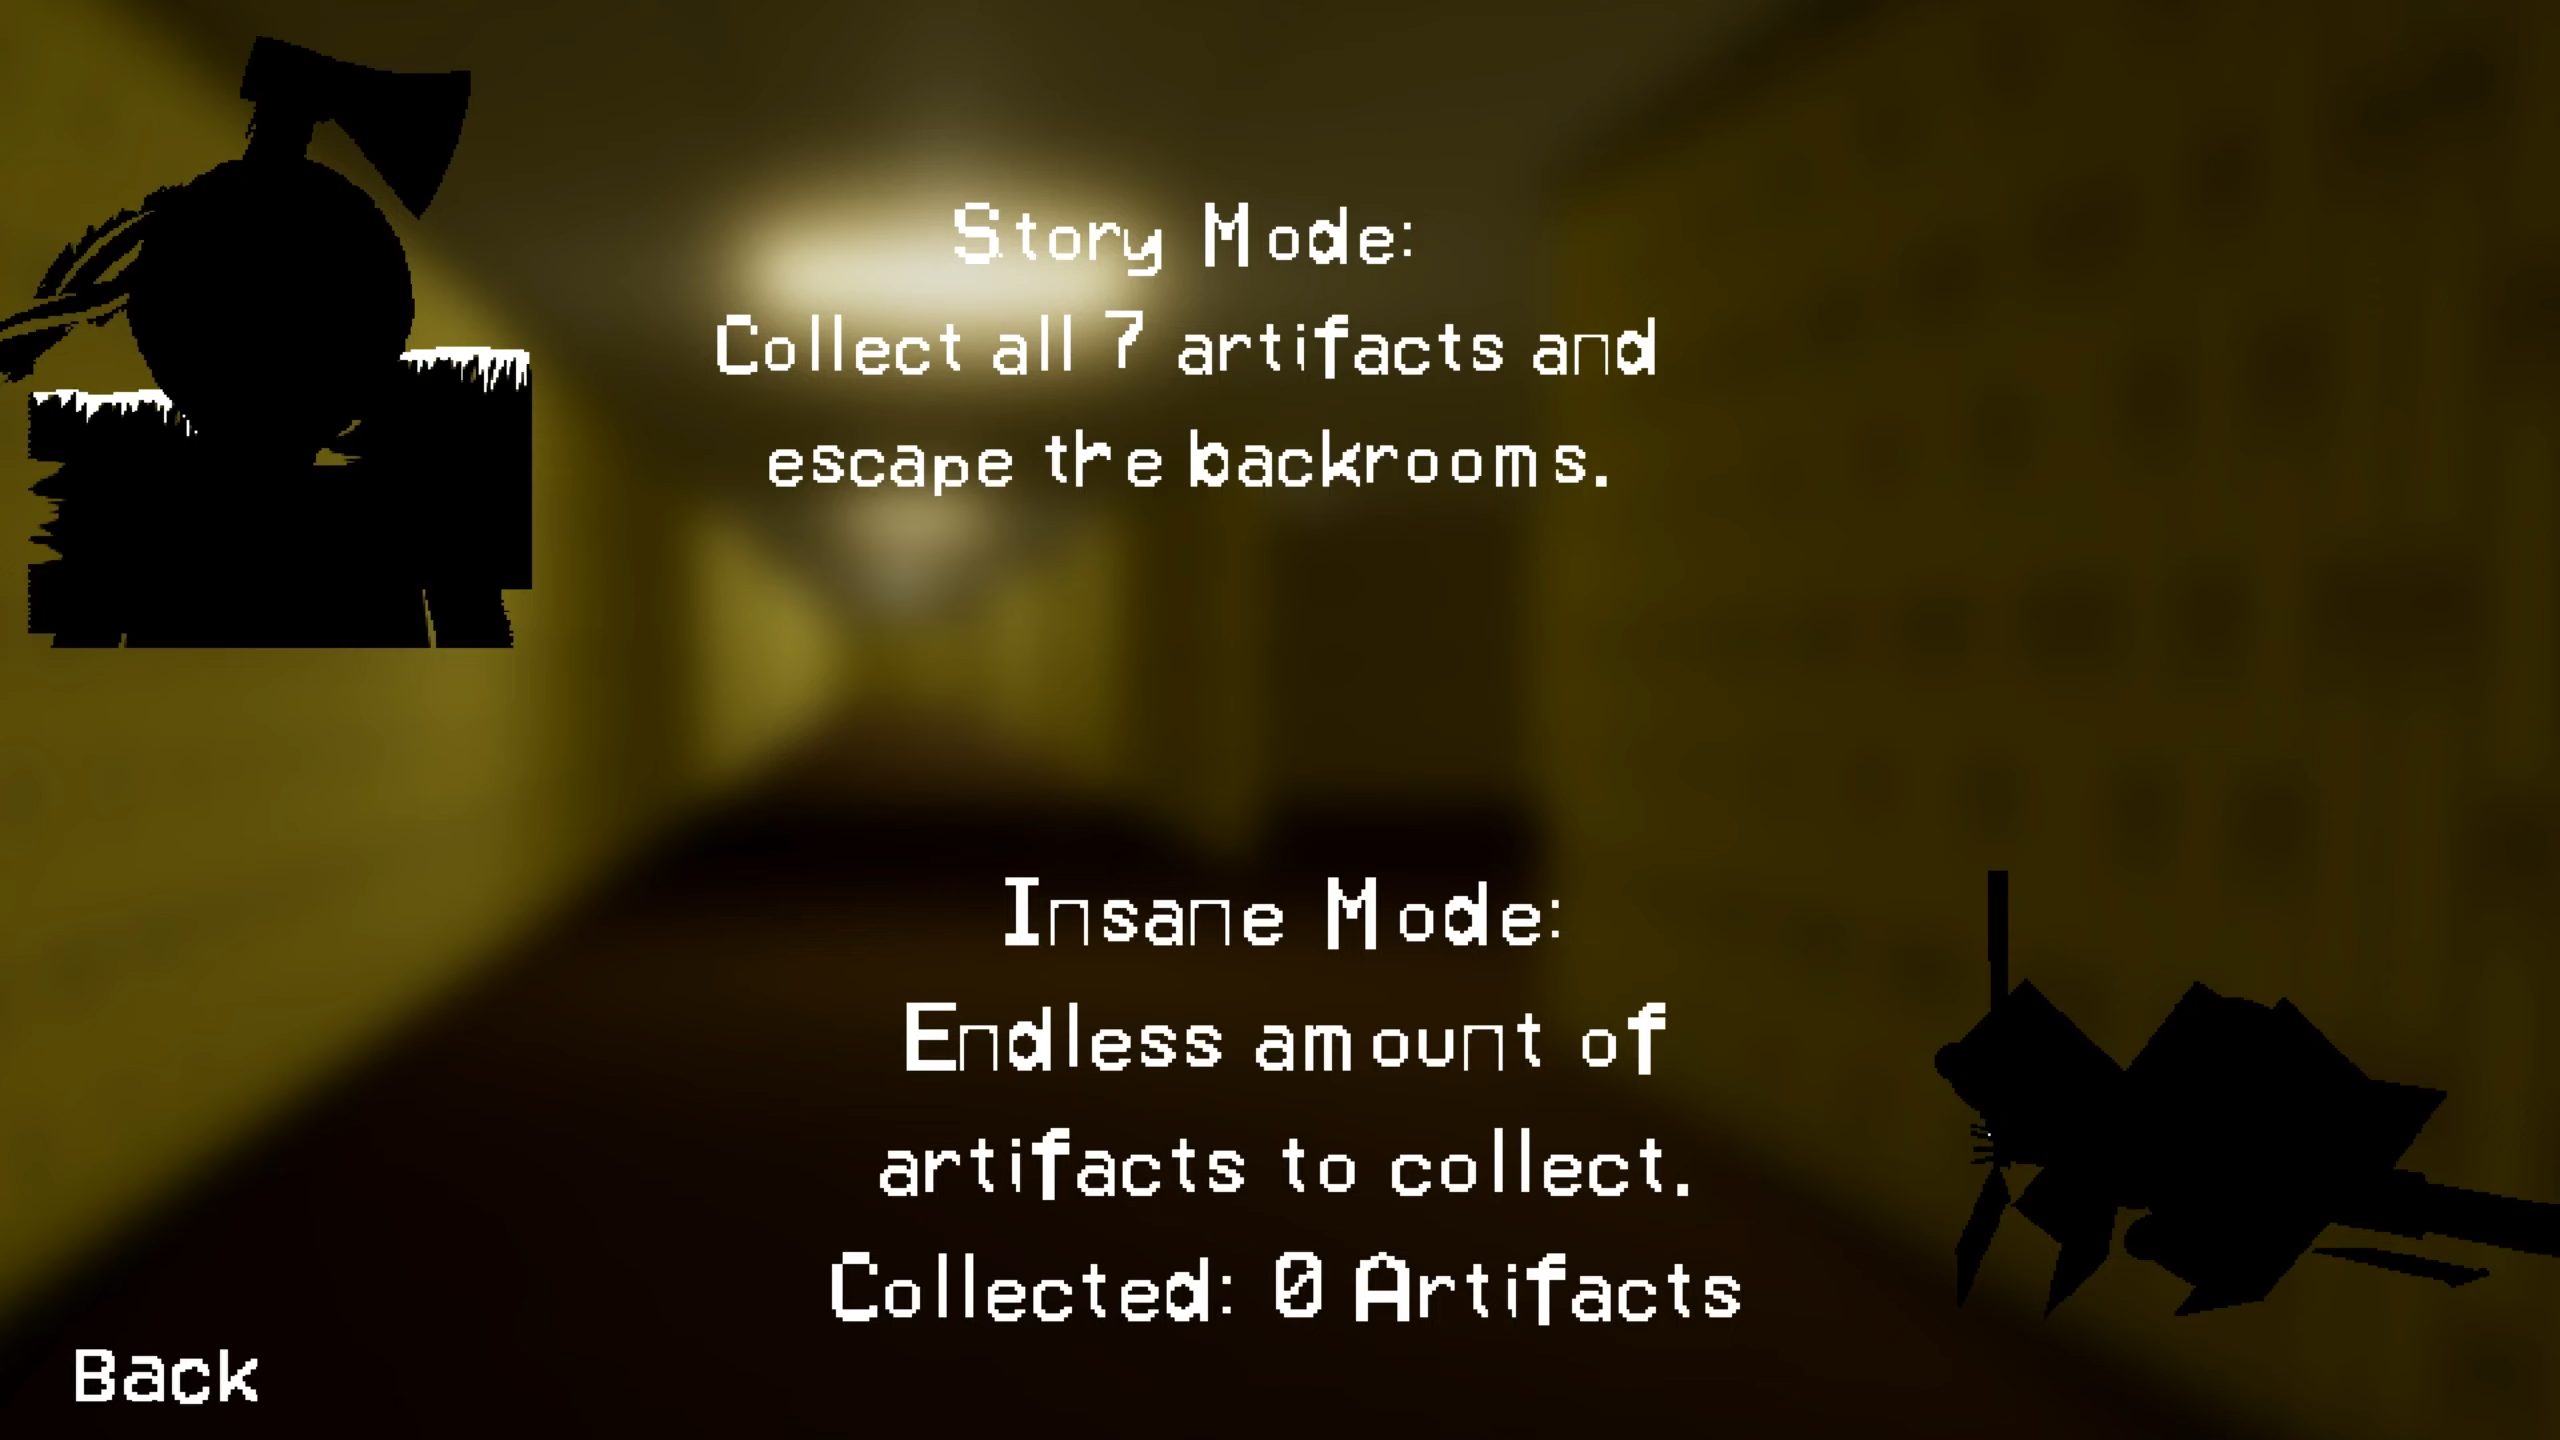 Story Mode:
Collect all 7 artifacts and
escape the backrooms.
Insane Mode:
Endless amount of
artifacts to collect.
Collected: 0 Artifacts
Back